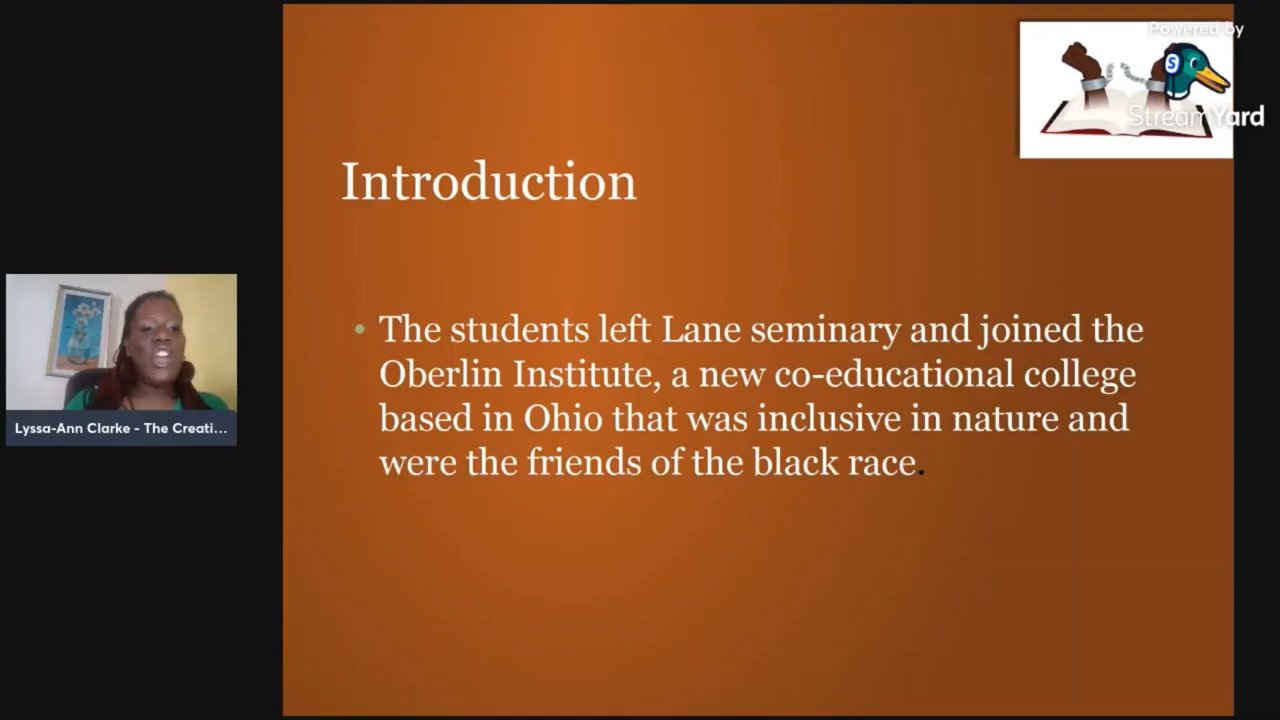 Powered by
S
StreamYard
Introduction
• The students left Lane seminary and joined the
Oberlin Institute, a new co-educational college
based in Ohio that was inclusive in nature and
were the friends of the black race.
Lyssa-Ann Clarke - The Creati...